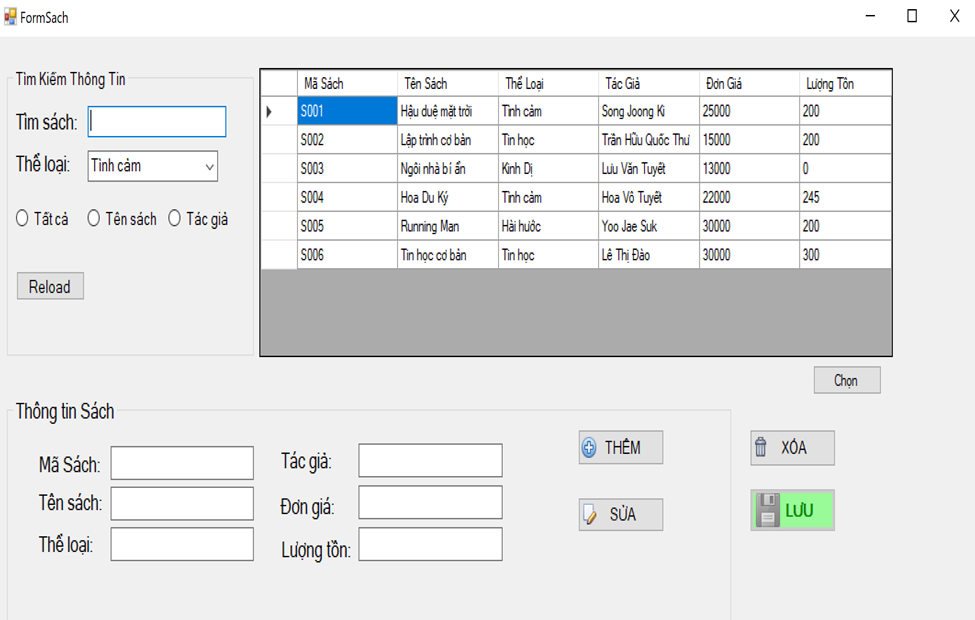 FormSach
Tìm Kiếm Thông Tin
Tìm sách:
Thể loại: Tình cảm
Tất cả Tên sách Tác giả
Reload
Mã Sách Tên Sách Thể Loại Tác Giả Đơn Giá Lượng Tồn
S001 Hậu duệ mặt trời Tình cảm Song Joong Ki 25000 200
S002 Lập trình cơ bản Tin học Trần Hữu Quốc Thư 15000 200
S003 Ngôi nhà bí ẩn Kinh Dị Lưu Văn Tuyết 13000 0
S004 Hoa Du Ký Tình cảm Hoa Vô Tuyết 22000 245
S005 Running Man Hài hước Yoo Jae Suk 30000 200
S006 Tin học cơ bản Tin học Lê Thị Đào 30000 300
Chọn
Thông tin Sách
Mã Sách: Tác giả:
Tên sách: Đơn giá:
Thể loại: Lượng tồn:
THÊM XÓA
SỬA LƯU